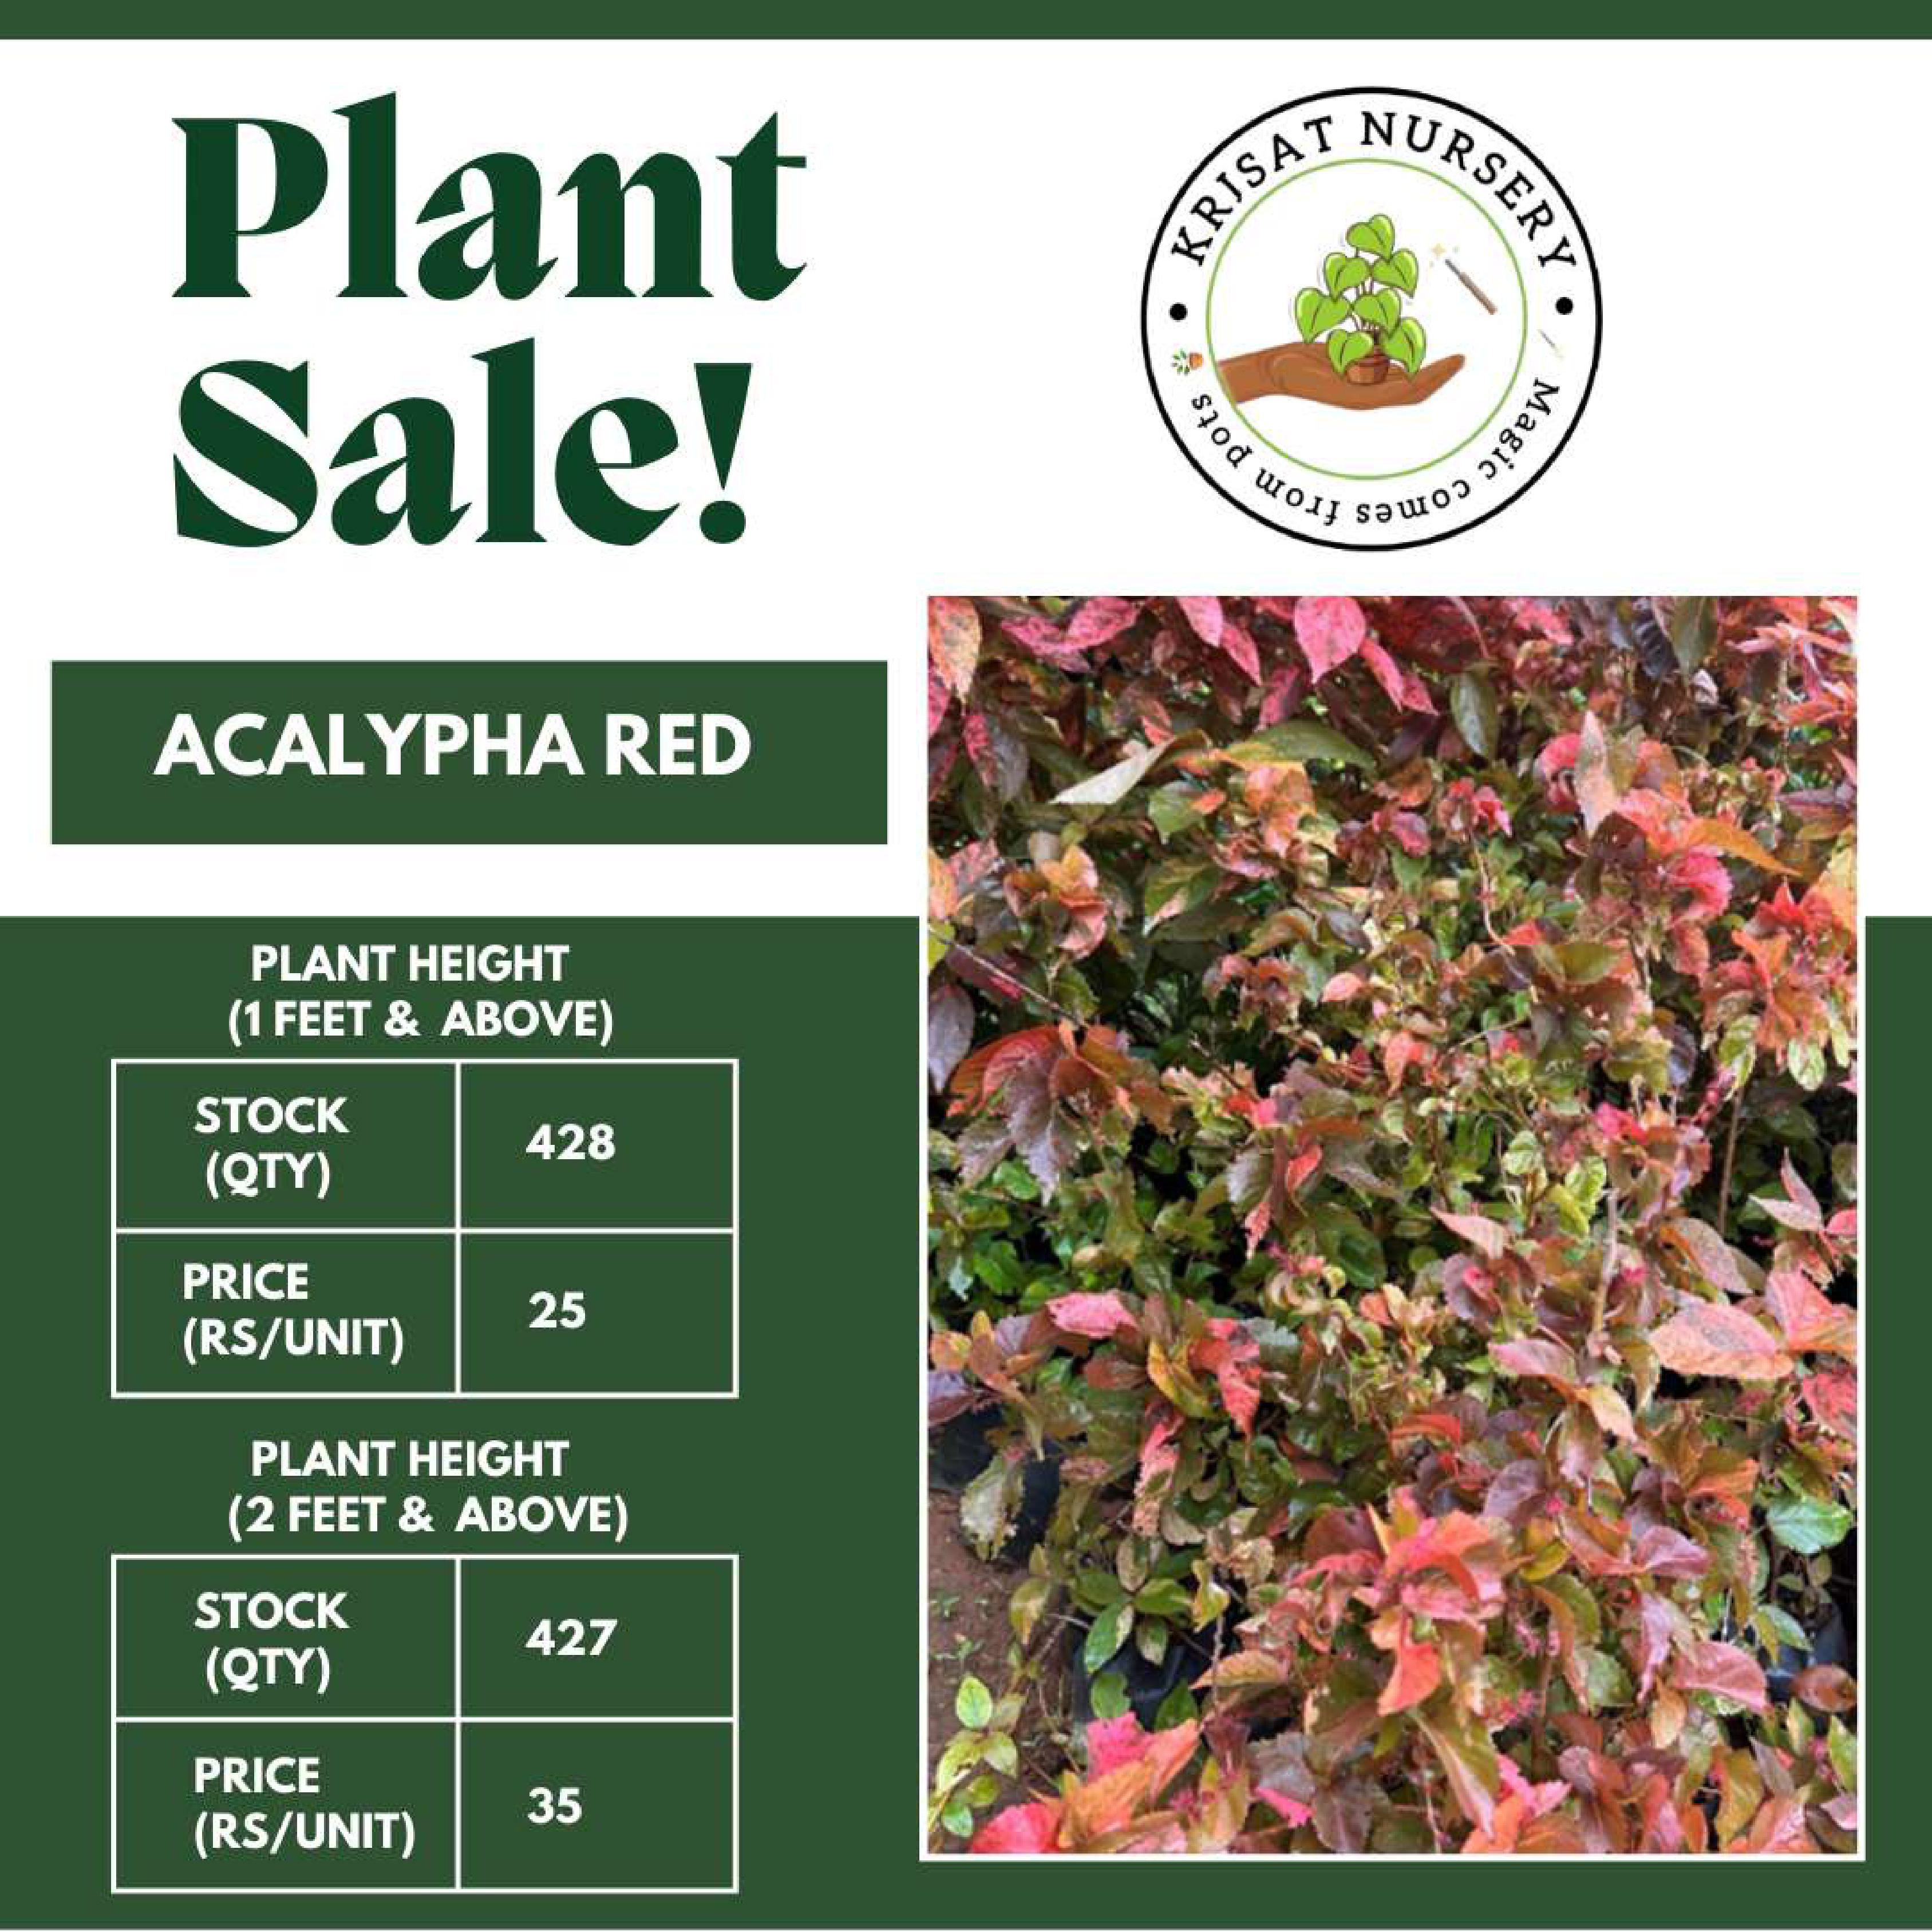 Plant
Sale!
KRISAT NURSERY
Magic comes from pots
ACALYPHA RED
PLANT HEIGHT
(1 FEET & ABOVE)
STOCK
(QTY)
428
PRICE
(RS/UNIT)
25
PLANT HEIGHT
(2 FEET & ABOVE)
STOCK
(QTY)
427
PRICE
(RS/UNIT)
35